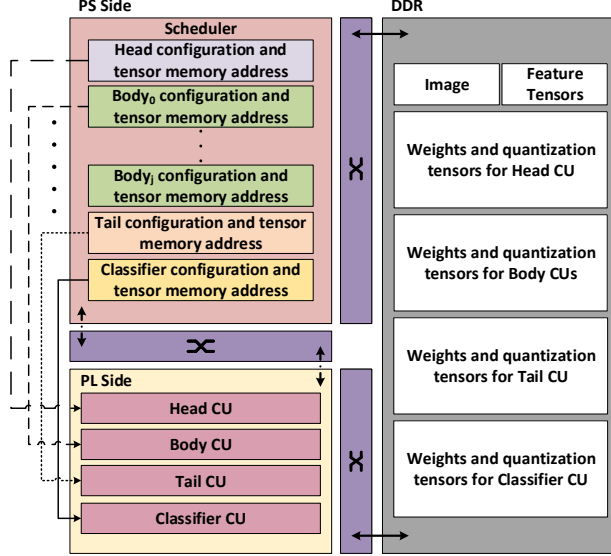 PS Side
Scheduler
Head configuration and
tensor memory address
Body0 configuration and
tensor memory address
Bodyj configuration and
tensor memory address
Tail configuration and tensor
memory address
Classifier configuration and
tensor memory address
PL Side
Head CU
Body CU
Tail CU
Classifier CU
DDR
Image
Feature
Tensors
Weights and quantization
tensors for Head CU
Weights and quantization
tensors for Body CUs
Weights and quantization
tensors for Tail CU
Weights and quantization
tensors for Classifier CU